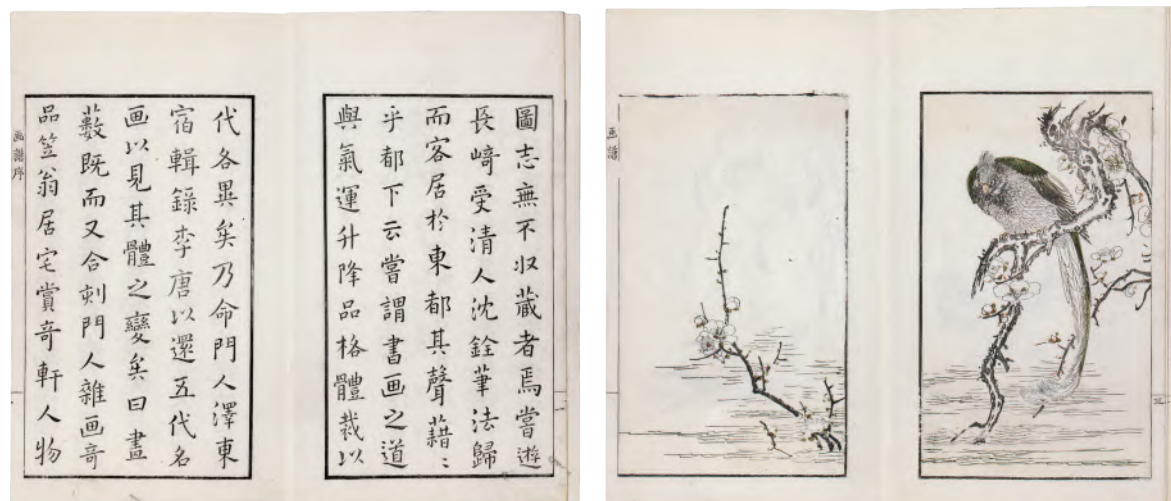 圖志無不収蔵者焉嘗遊
長崎受清人沈銓筆法歸
而客居於東都其聲藉〻
乎都下云嘗謂書画之道
與氣運升降品格體裁以
代各異矣乃命門人澤東
宿輯錄李唐以還五代名
画以見其體之變矣曰畫
藪既而又合刻門人雜画奇
品笠翁居宅賞奇軒人物
画譜序
画譜